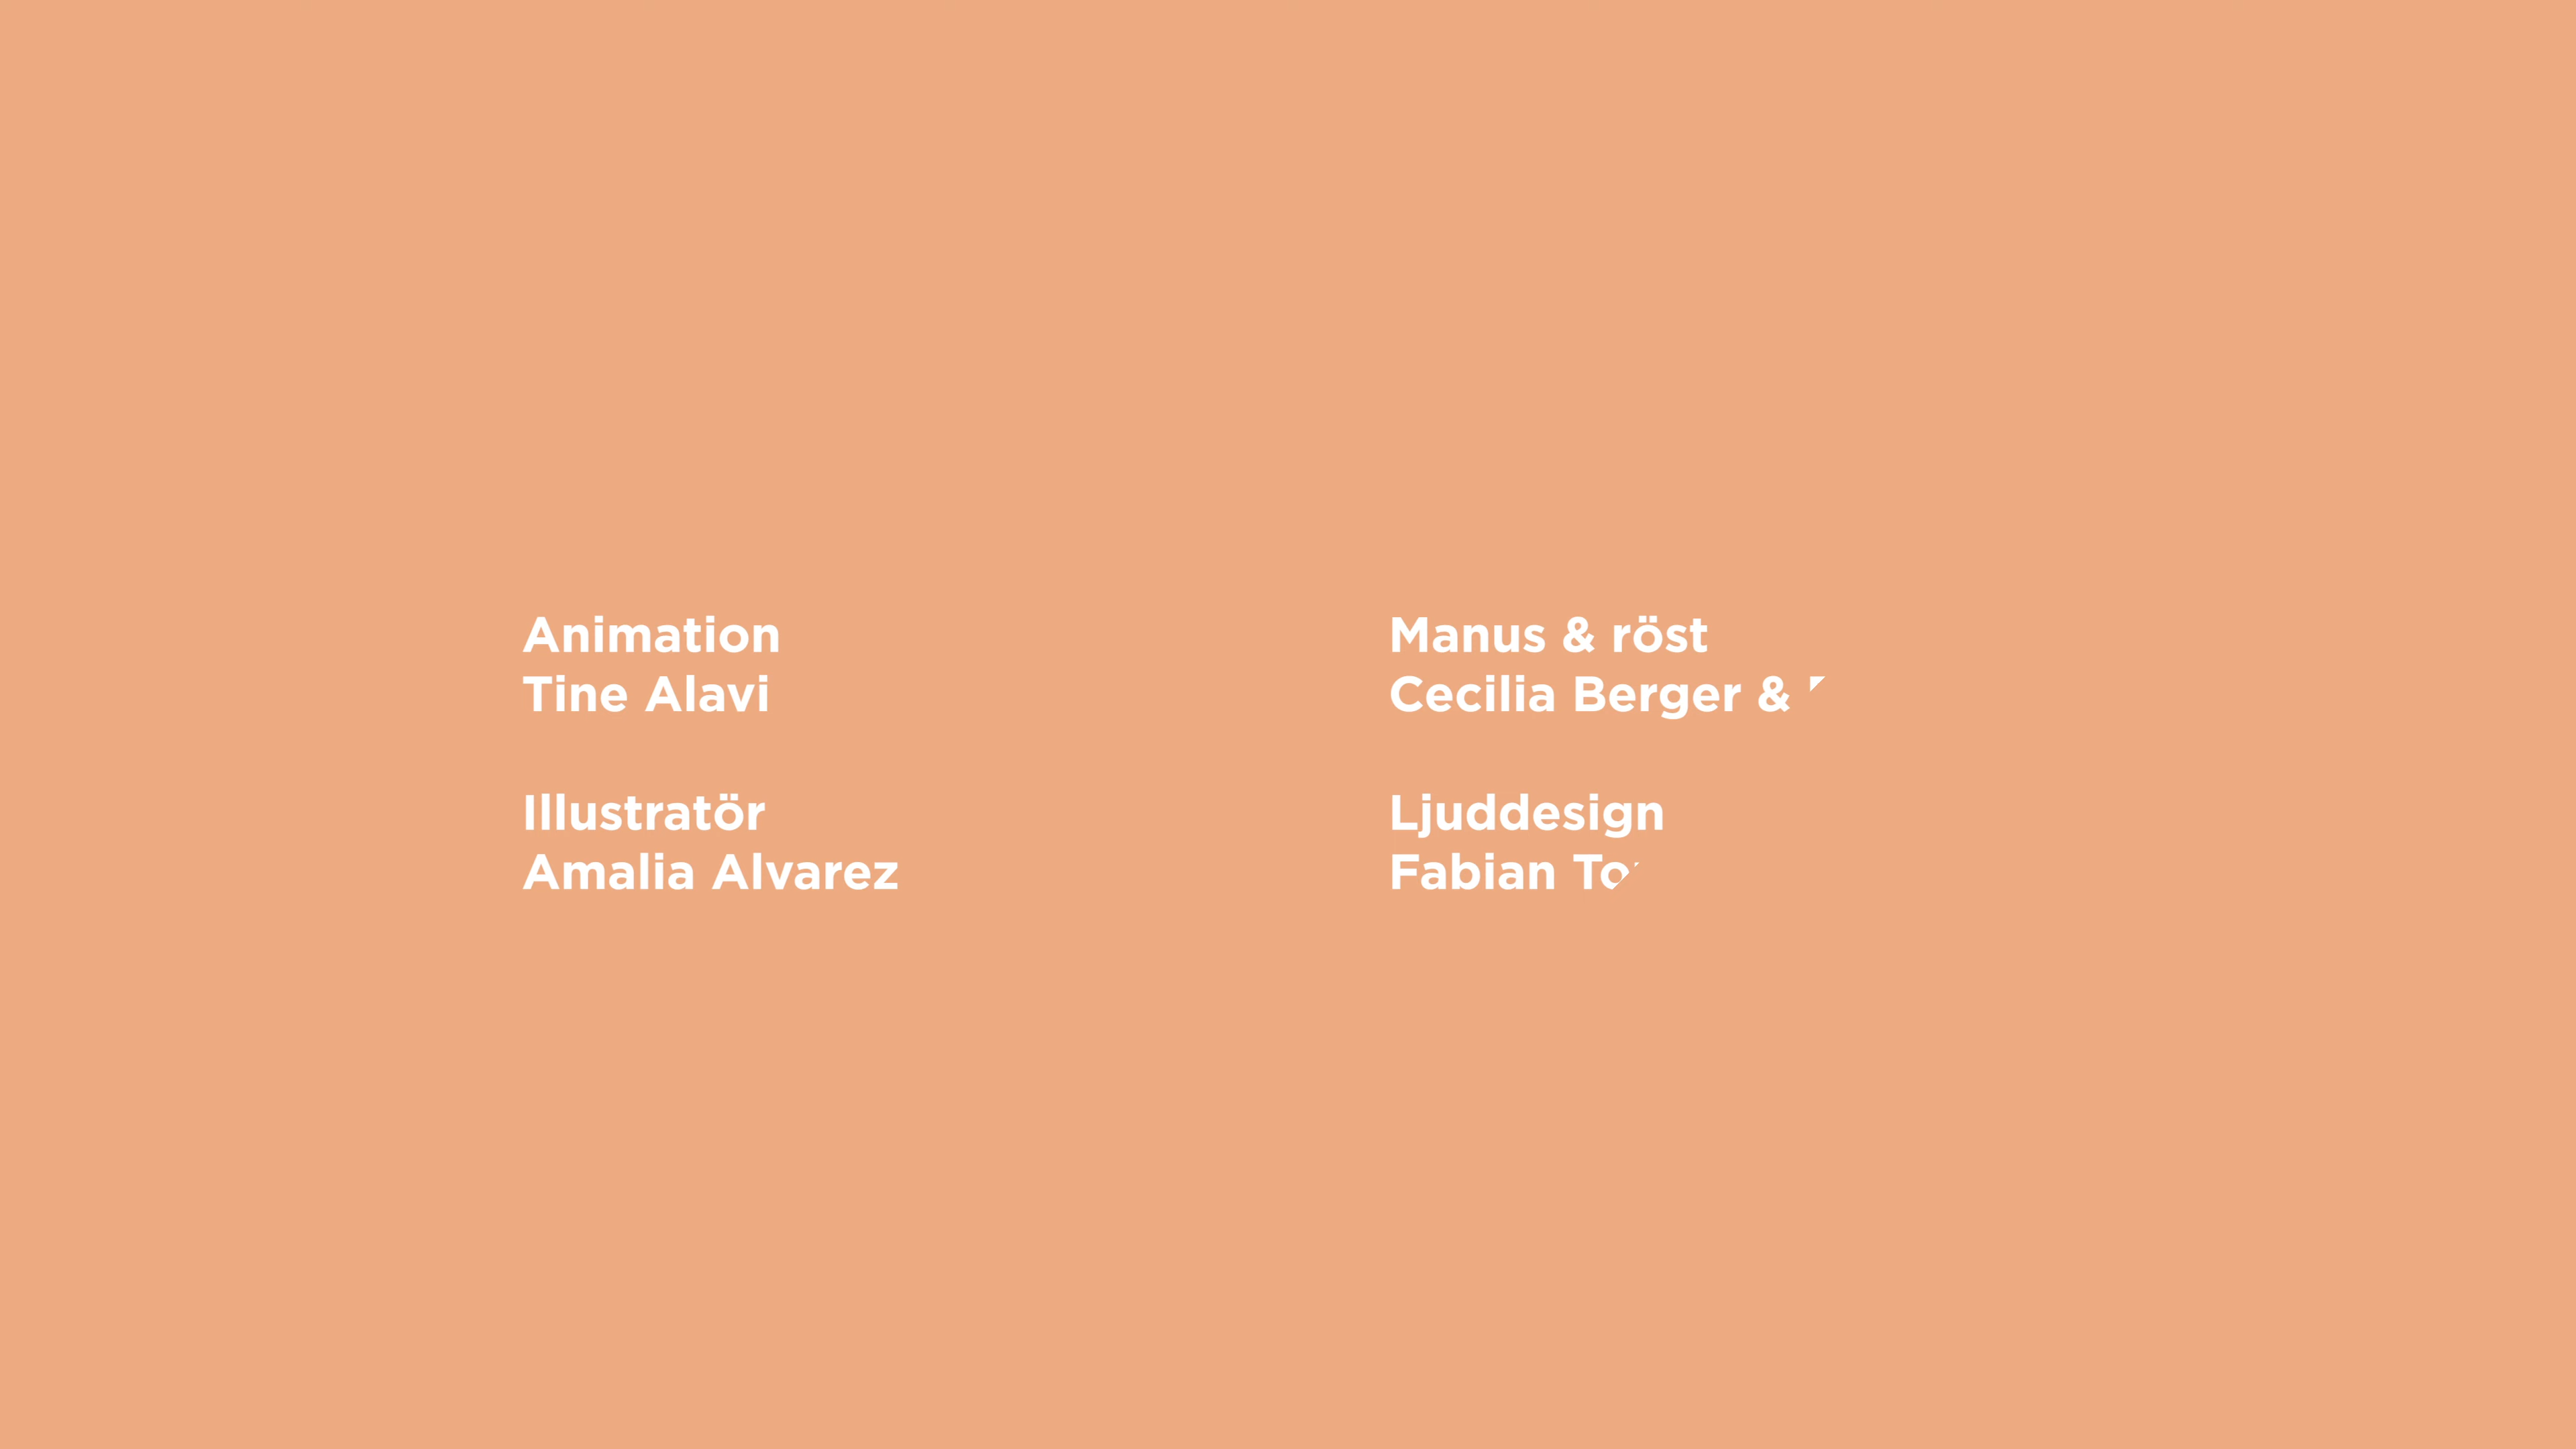 Animation
Tine Alavi
Illustratör
Amalia Alvarez
Manus & röst
Cecilia Berger &
Ljuddesign
Fabian